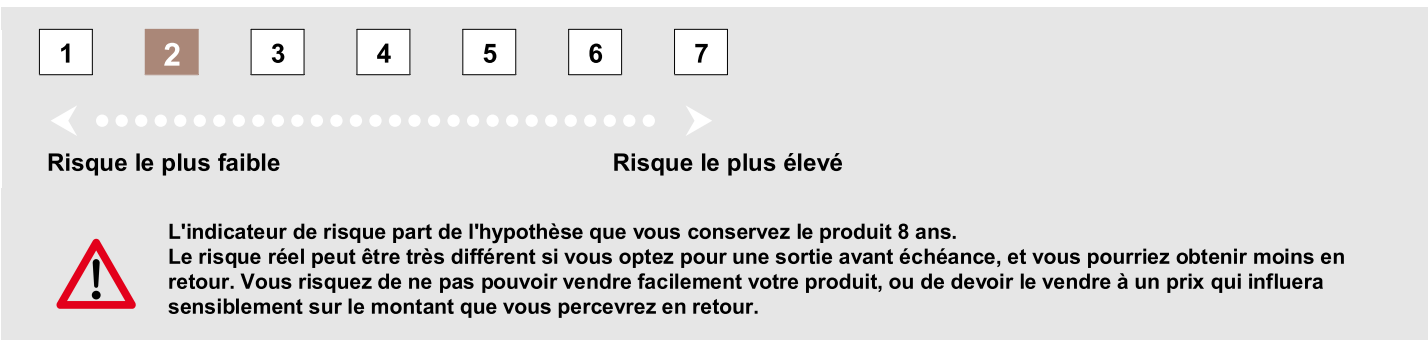 1 2 3 4 5 6 7
Risque le plus faible Risque le plus élevé
L'indicateur de risque part de l'hypothèse que vous conservez le produit 8 ans.
Le risque réel peut être très différent si vous optez pour une sortie avant échéance, et vous pourriez obtenir moins en
retour. Vous risquez de ne pas pouvoir vendre facilement votre produit, ou de devoir le vendre à un prix qui influera
sensiblement sur le montant que vous percevrez en retour.